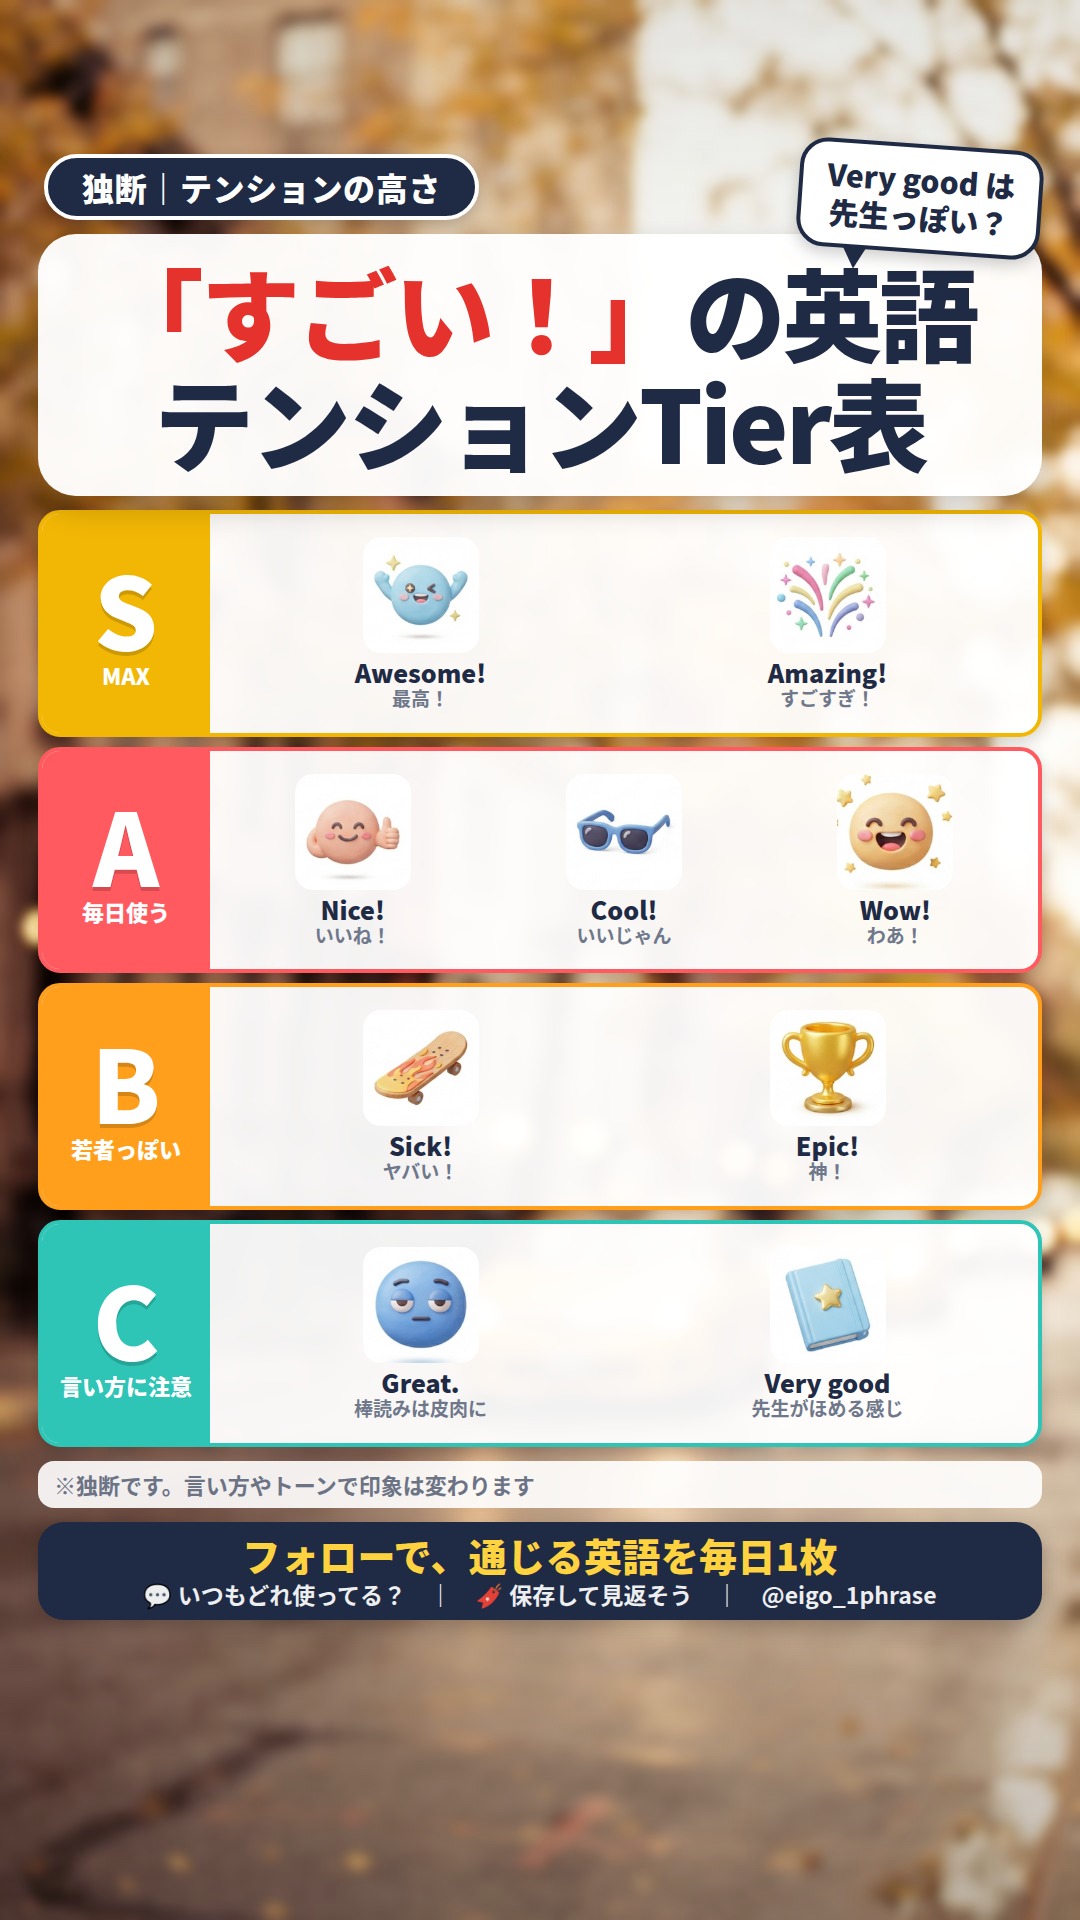 独断｜テンションの高さ
Very good は
先生っぽい？
「すごい！」の英語
テンションTier表
S
MAX
Awesome!
最高！
Amazing!
すごすぎ！
A
毎日使う
Nice!
いいね！
Cool!
いいじゃん
Wow!
わあ！
B
若者っぽい
Sick!
ヤバい！
Epic!
神！
C
言い方に注意
Great.
棒読みは皮肉に
Very good
先生がほめる感じ
※独断です。言い方やトーンで印象は変わります
フォローで、通じる英語を毎日1枚
💬 いつもどれ使ってる？ ｜ 🔖 保存して見返そう ｜ @eigo_1phrase